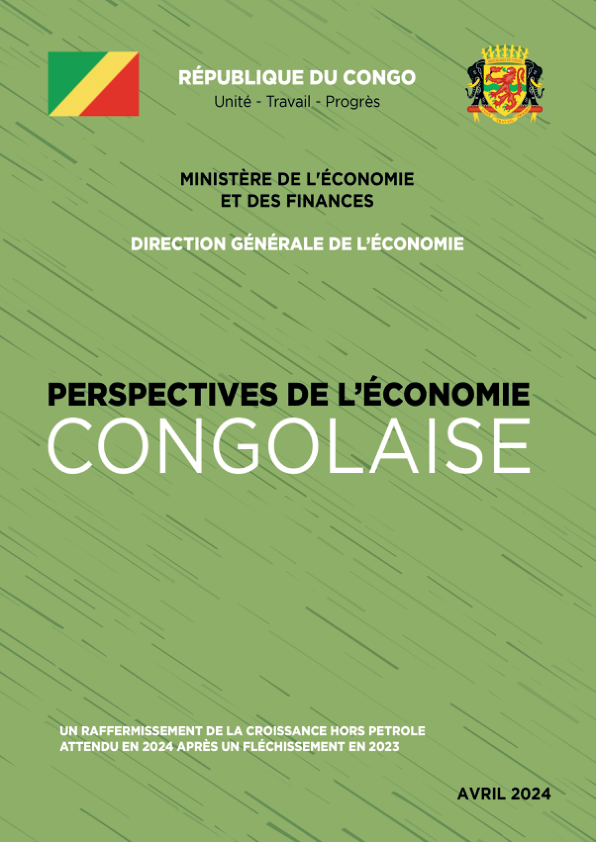 RÉPUBLIQUE DU CONGO
Unité - Travail - Progrès
MINISTÈRE DE L'ÉCONOMIE
ET DES FINANCES
DIRECTION GÉNÉRALE DE L’ÉCONOMIE
PERSPECTIVES DE L’ÉCONOMIE
CONGOLAISE
UN RAFFERMISSEMENT DE LA CROISSANCE HORS PETROLE
ATTENDU EN 2024 APRÈS UN FLÉCHISSEMENT EN 2023
AVRIL 2024